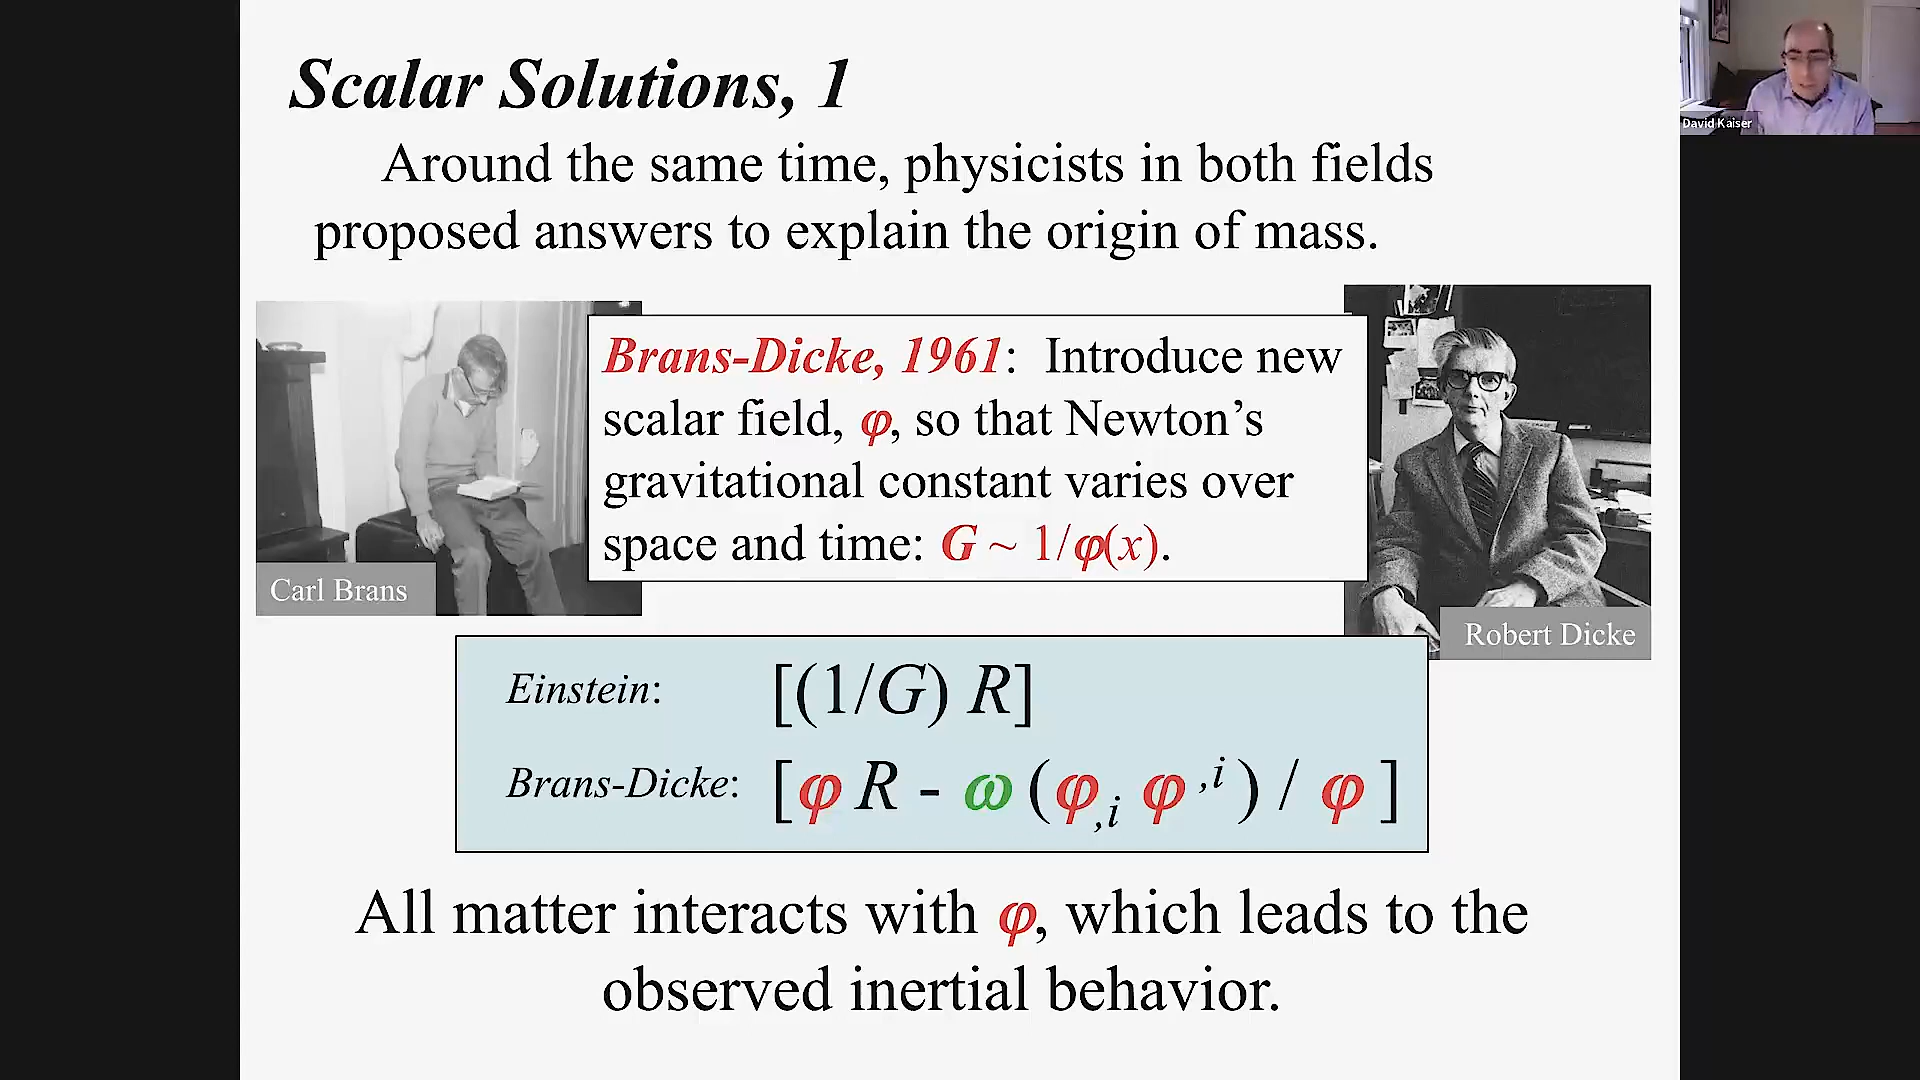 Scalar Solutions, 1
Around the same time, physicists in both fields
proposed answers to explain the origin of mass.
Brans-Dicke, 1961: Introduce new
scalar field, φ, so that Newton’s
gravitational constant varies over
space and time: G ~ 1/φ(x).
Carl Brans
Robert Dicke
Einstein: [(1/G) R]
Brans-Dicke: [φ R - ω (φ,i φ ,i ) / φ ]
All matter interacts with φ, which leads to the
observed inertial behavior.
David Kaiser